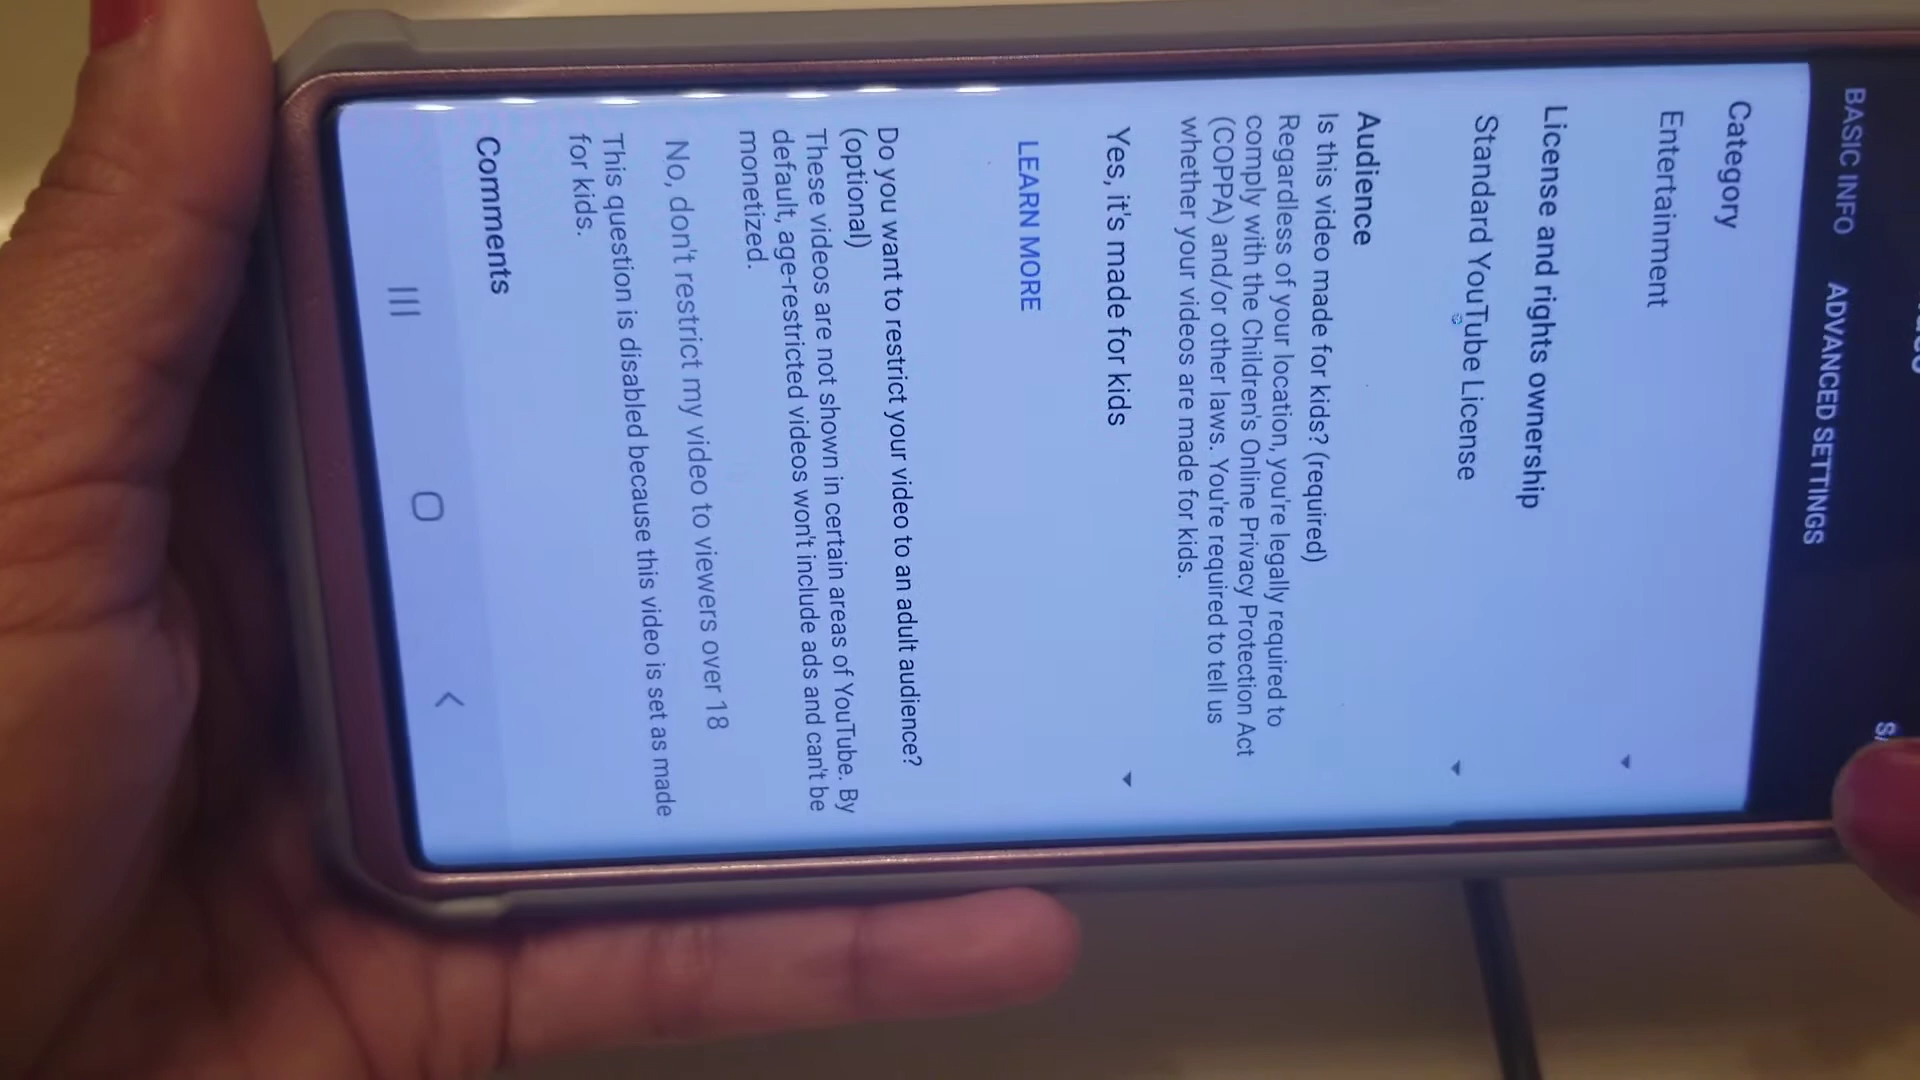 BASIC INFO
ADVANCED SETTINGS
Category
Entertainment
License and rights ownership
Standard YouTube License
Audience
Is this video made for kids? (required)
Regardless of your location, you're legally required to
comply with the Children's Online Privacy Protection Act
(COPPA) and/or other laws. You're required to tell us
whether your videos are made for kids.
Yes, it's made for kids
LEARN MORE
Do you want to restrict your video to an adult audience?
(optional)
These videos are not shown in certain areas of YouTube. By
default, age-restricted videos won't include ads and can't be
monetized.
No, don't restrict my video to viewers over 18
This question is disabled because this video is set as made
for kids.
Comments